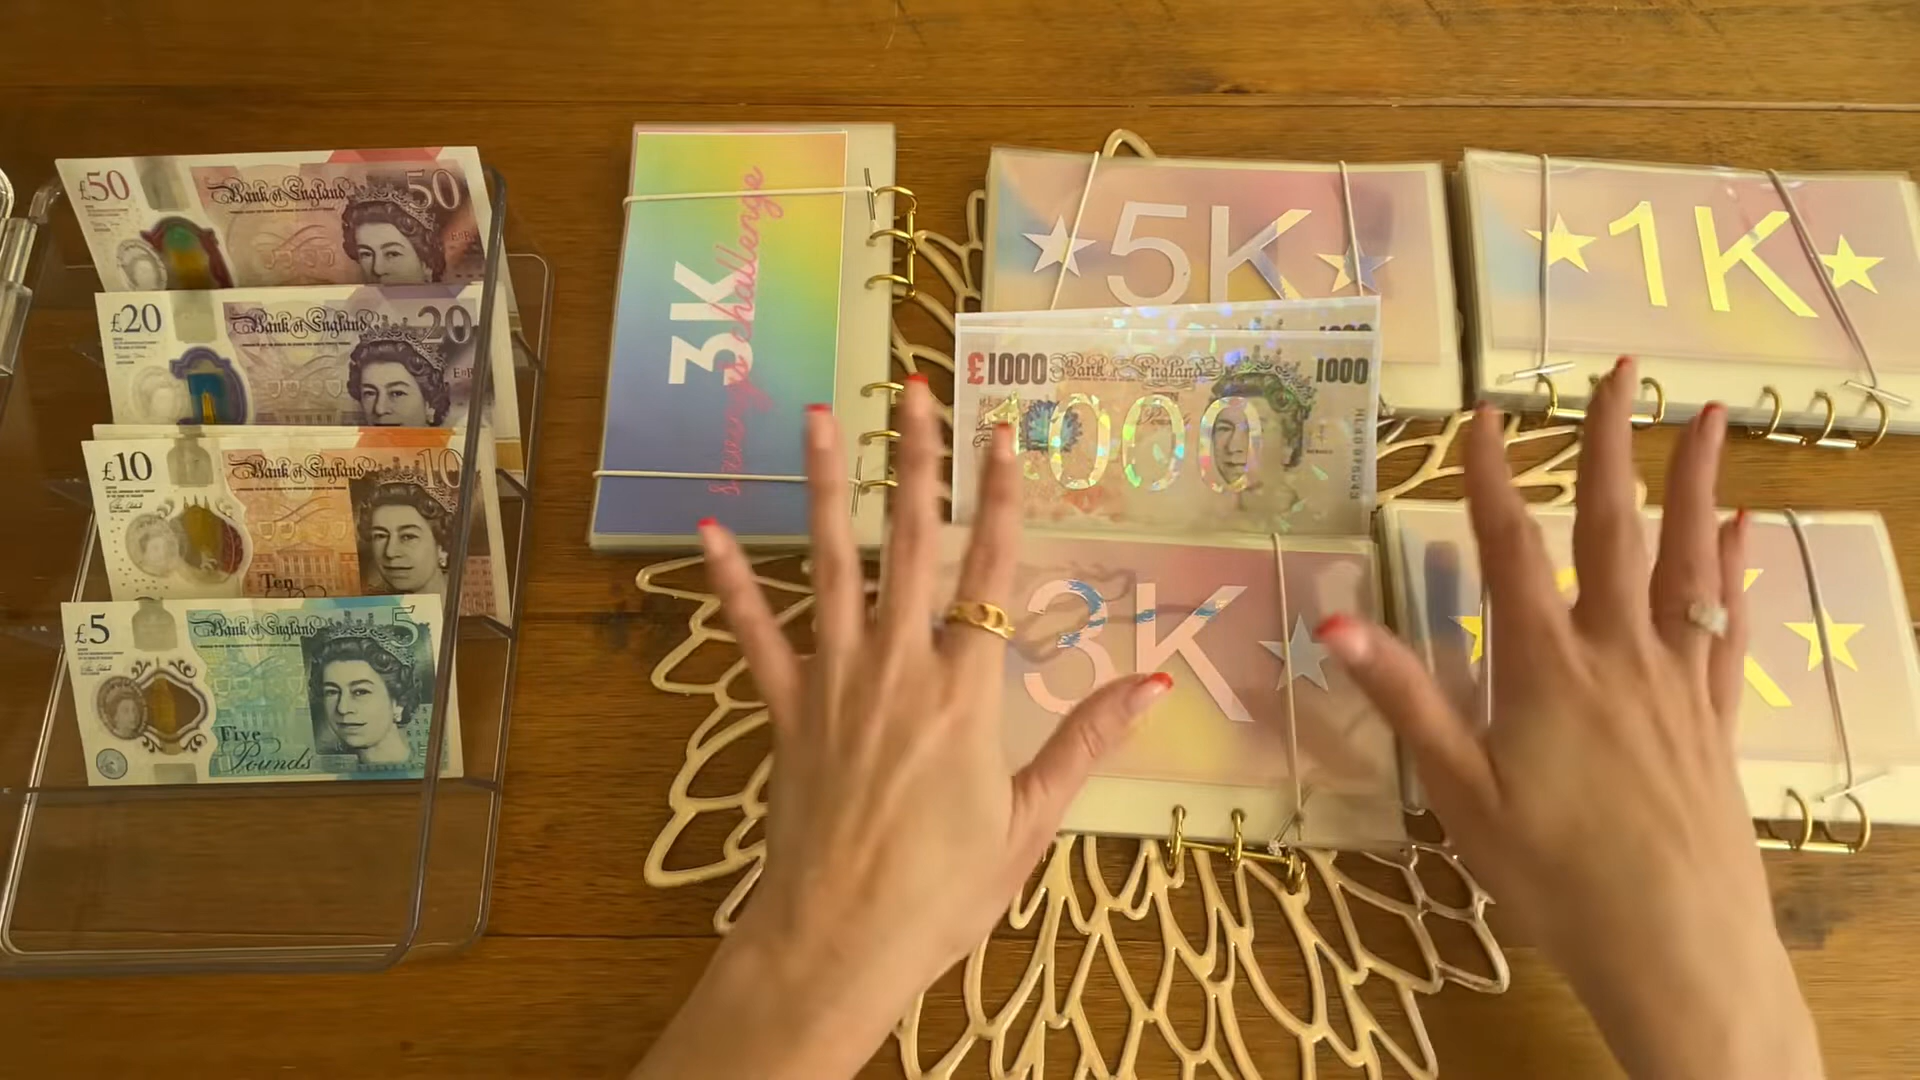 £50 Bank of England 50
£20 Bank of England 20
£10 Bank of England 10
Ten
£5 Bank of England 5
Five
Pounds
3K
savings challenge
5K
1K
1000
£1000 Bank of England 1000
1000
3K
K